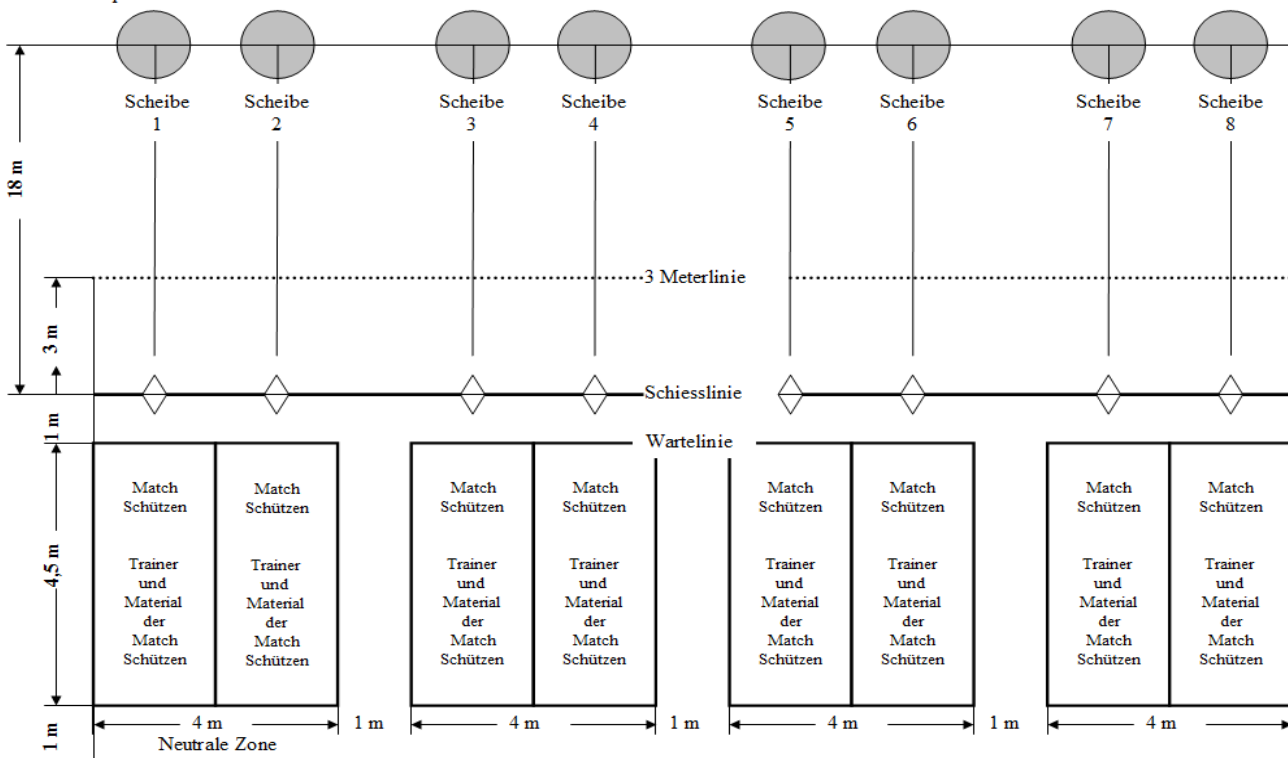 Scheibe Scheibe Scheibe Scheibe Scheibe Scheibe Scheibe Scheibe
1 2 3 4 5 6 7 8
18 m
3 Meterlinie
3 m
Schiesslinie
1 m
Wartelinie
Match Match Match Match Match Match Match Match
Schützen Schützen Schützen Schützen Schützen Schützen Schützen Schützen
4,5 m
Trainer Trainer Trainer Trainer Trainer Trainer Trainer Trainer
und und und und und und und und
Material Material Material Material Material Material Material Material
der der der der der der der der
Match Match Match Match Match Match Match Match
Schützen Schützen Schützen Schützen Schützen Schützen Schützen Schützen
4 m 1 m 4 m 1 m 4 m 1 m 4 m
1 m
Neutrale Zone